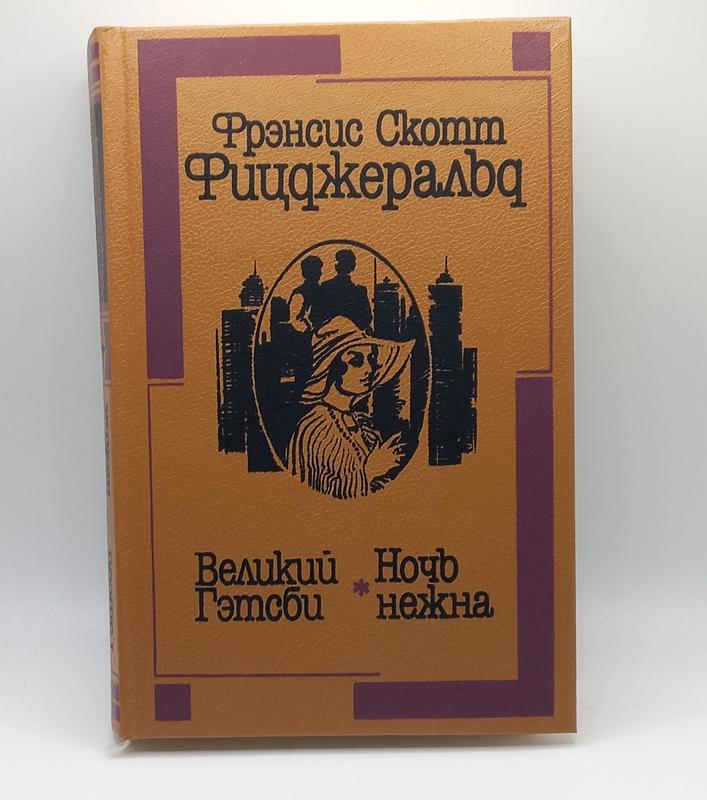 Фрэнсис Скотт
Фицджеральд
Великий
Гэтсби
*
Ночь
нежна